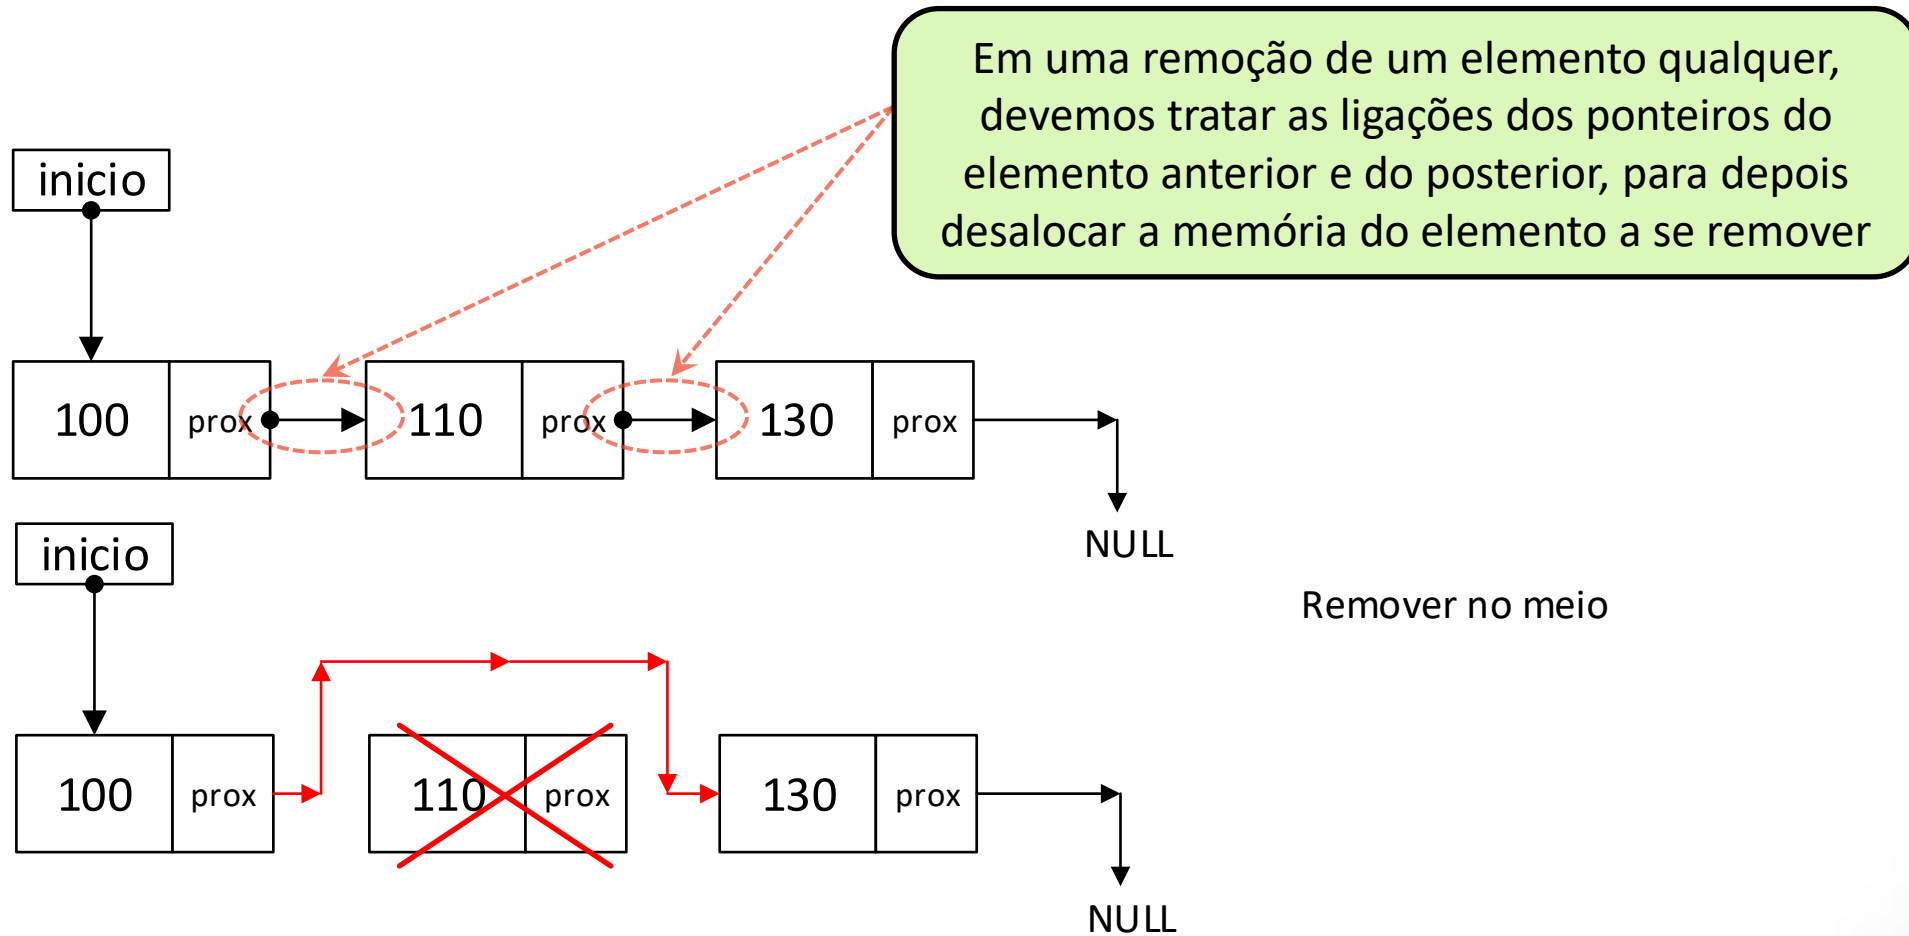 Em uma remoção de um elemento qualquer,
devemos tratar as ligações dos ponteiros do
elemento anterior e do posterior, para depois
desalocar a memória do elemento a se remover
inicio
100 prox 110 prox 130 prox
NULL
inicio
Remover no meio
100 prox 110 prox 130 prox
NULL